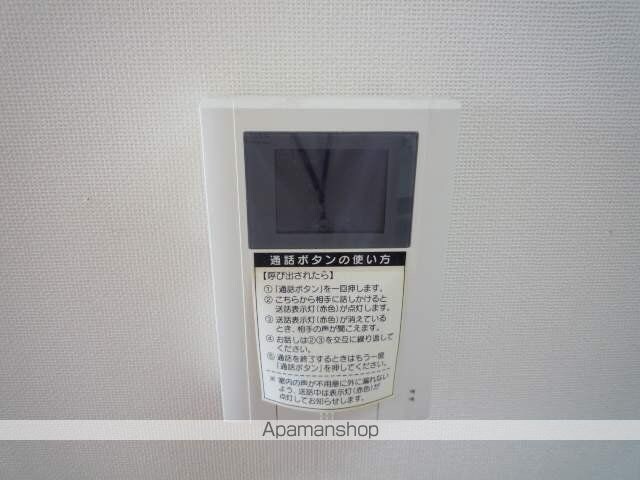 通話ボタンの使い方
【呼び出されたら】
① 「通話ボタン」を一回押します。
② こちらから相手に話しかけると
送話表示灯(赤色)が点灯します。
③ 送話表示灯(赤色)が消えている
とき、相手の声が聞こえます。
④ お話しは②③を交互に繰り返して
ください。
⑤ 通話を終了するときはもう一度
「通話ボタン」を押してください。
※ 室内の声が不用意に外に漏れない
よう、送話中は表示灯(赤色)が
点灯してお知らせします。
Apamanshop